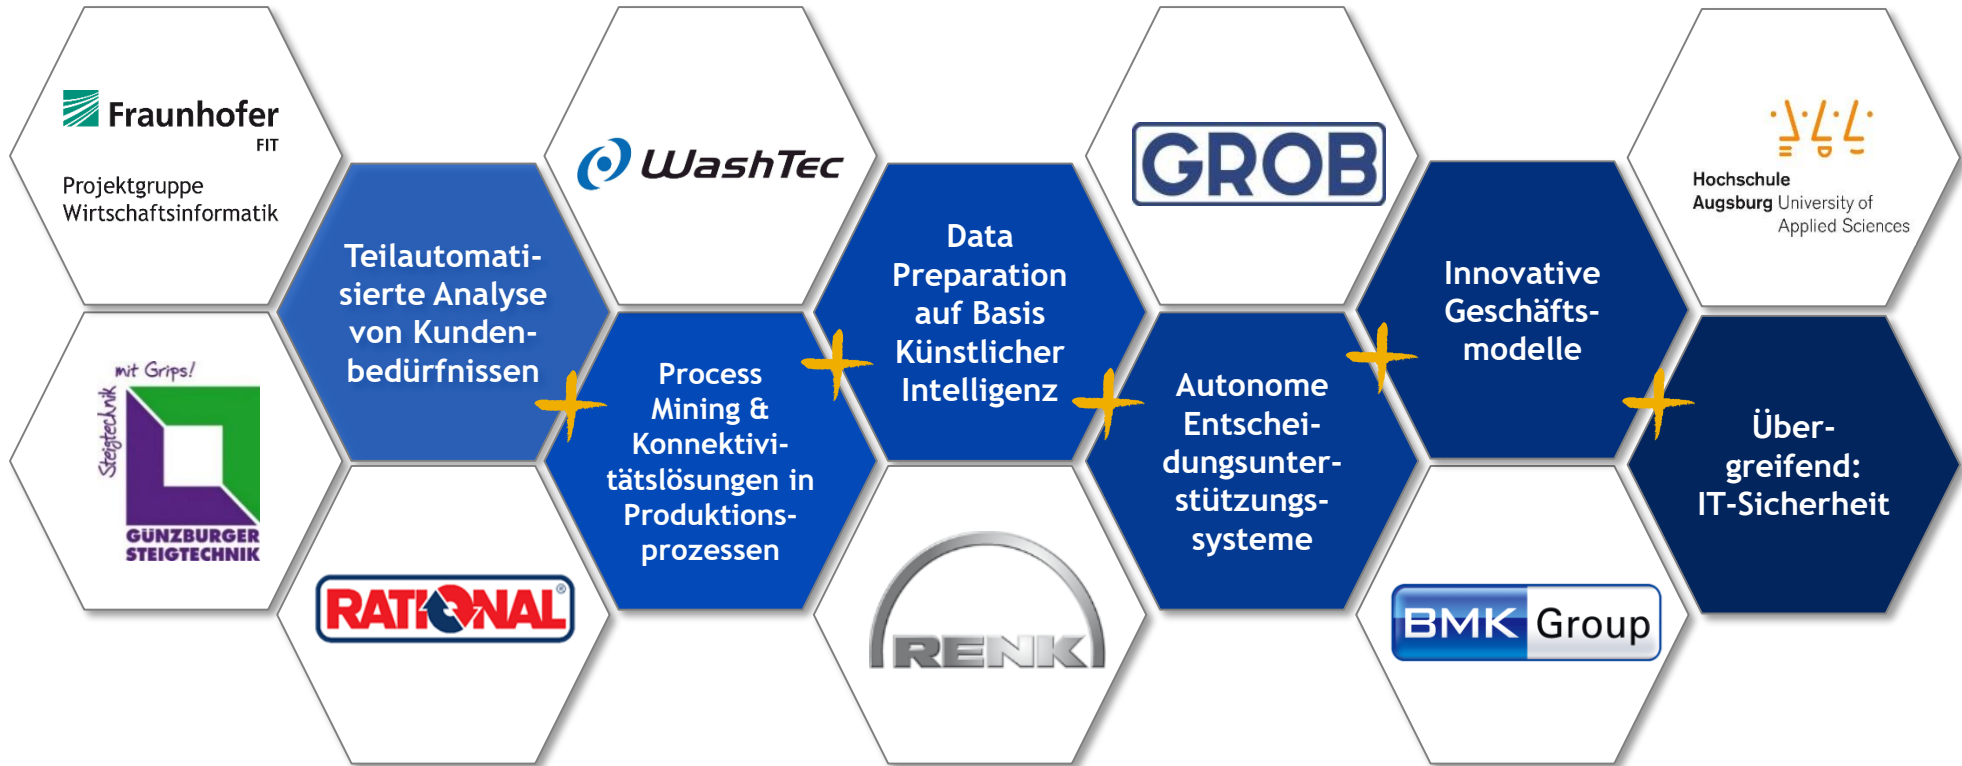 Fraunhofer
FIT
Projektgruppe
Wirtschaftsinformatik
mit Grips!
Steigtechnik
GÜNZBURGER
STEIGTECHNIK
Teilautomati-
sierte Analyse
von Kunden-
bedürfnissen
RATIONAL®
WashTec
Process
Mining &
Konnektivi-
tätslösungen in
Produktions-
prozessen
Data
Preparation
auf Basis
Künstlicher
Intelligenz
RENK
GROB
Autonome
Entschei-
dungsunter-
stützungs-
systeme
Innovative
Geschäfts-
modelle
BMK Group
Hochschule
Augsburg University of
Applied Sciences
Über-
greifend:
IT-Sicherheit